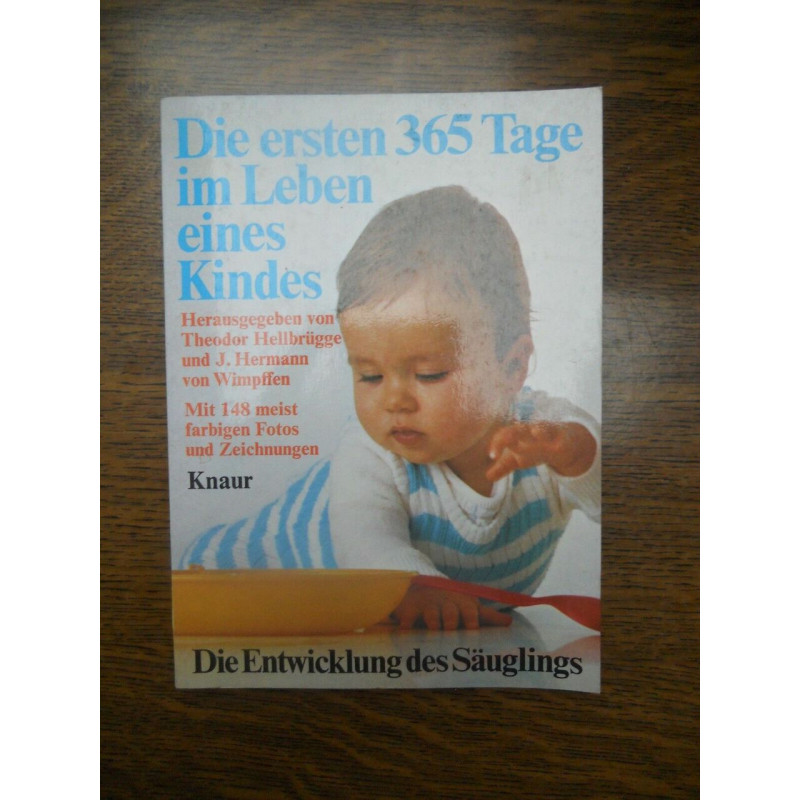 Die ersten 365 Tage
im Leben
eines
Kindes
Herausgegeben von
Theodor Hellbrügge
und J. Hermann
von Wimpffen
Mit 148 meist
farbigen Fotos
und Zeichnungen
Knaur
Die Entwicklung des Säuglings